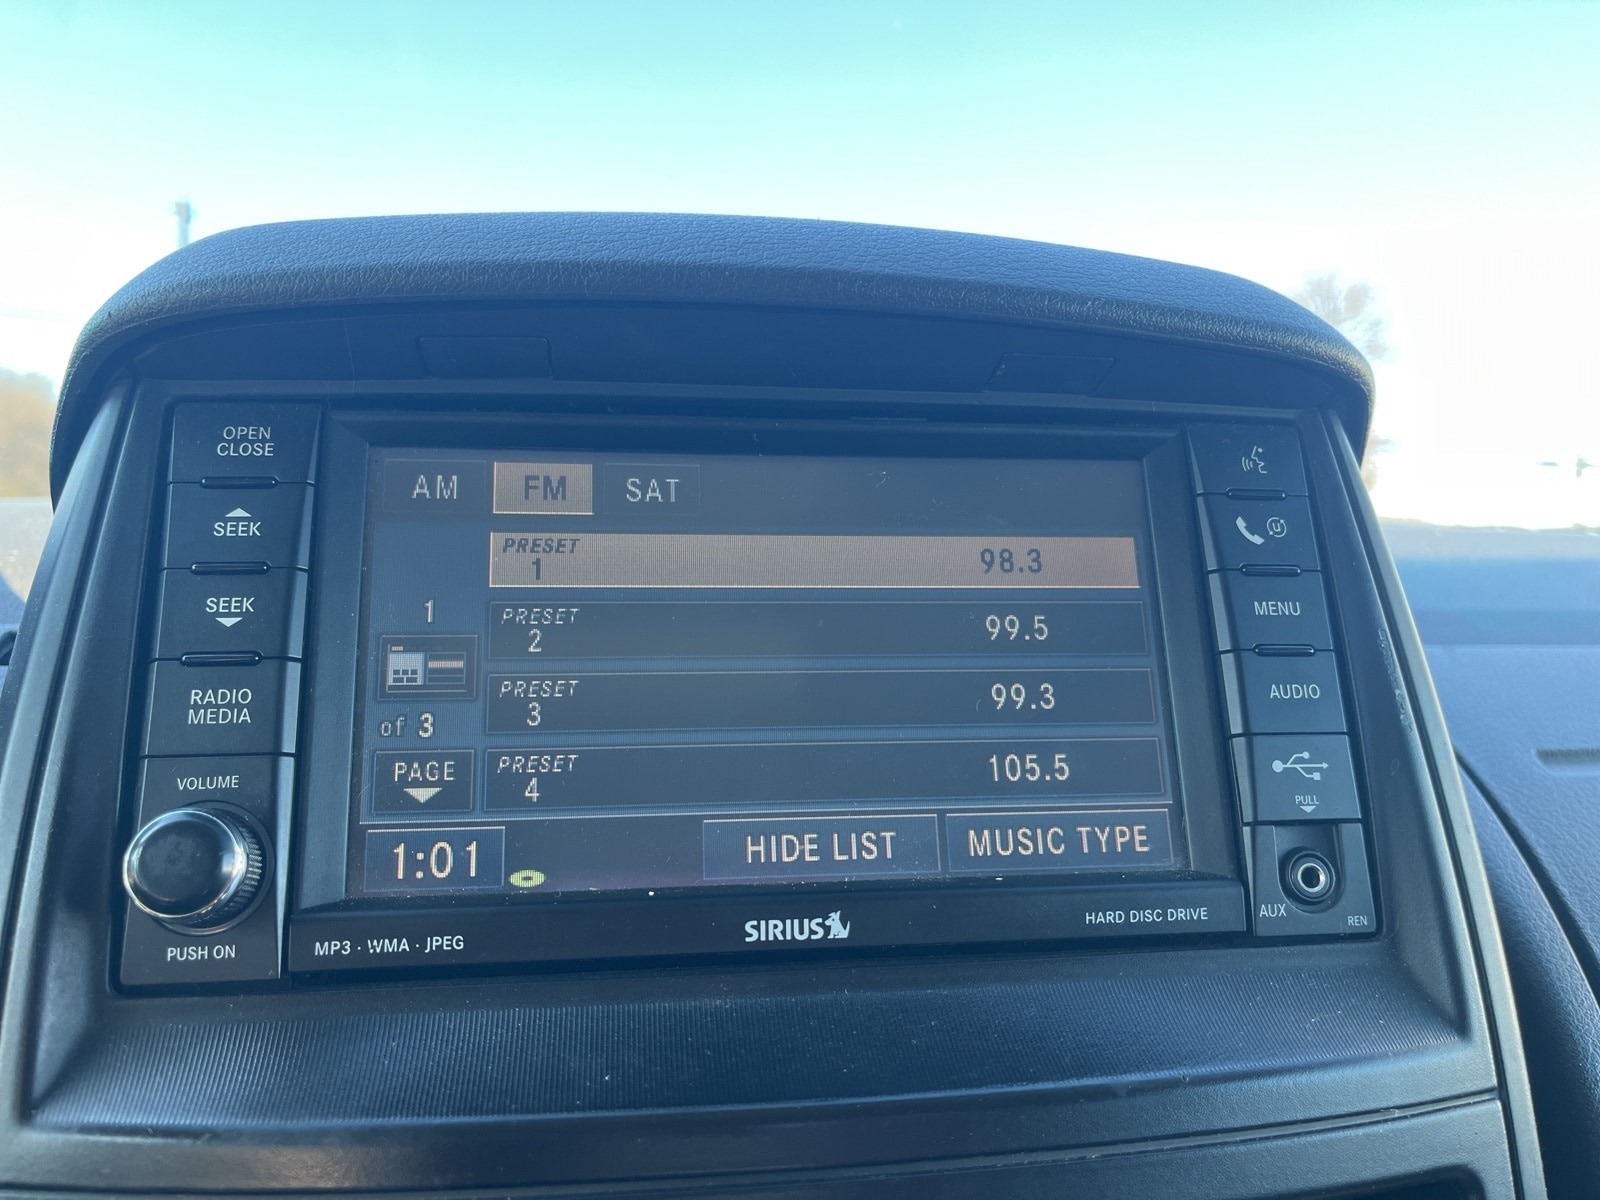 OPEN
CLOSE
SEEK
SEEK
RADIO
MEDIA
VOLUME
PUSH ON
AM FM SAT
PRESET
1 98.3
PRESET
2 99.5
PRESET
3 99.3
PRESET
4 105.5
1
of 3
PAGE
1:01 HIDE LIST MUSIC TYPE
MP3 · WMA · JPEG
SIRIUS
HARD DISC DRIVE
u
MENU
AUDIO
PULL
AUX
REN